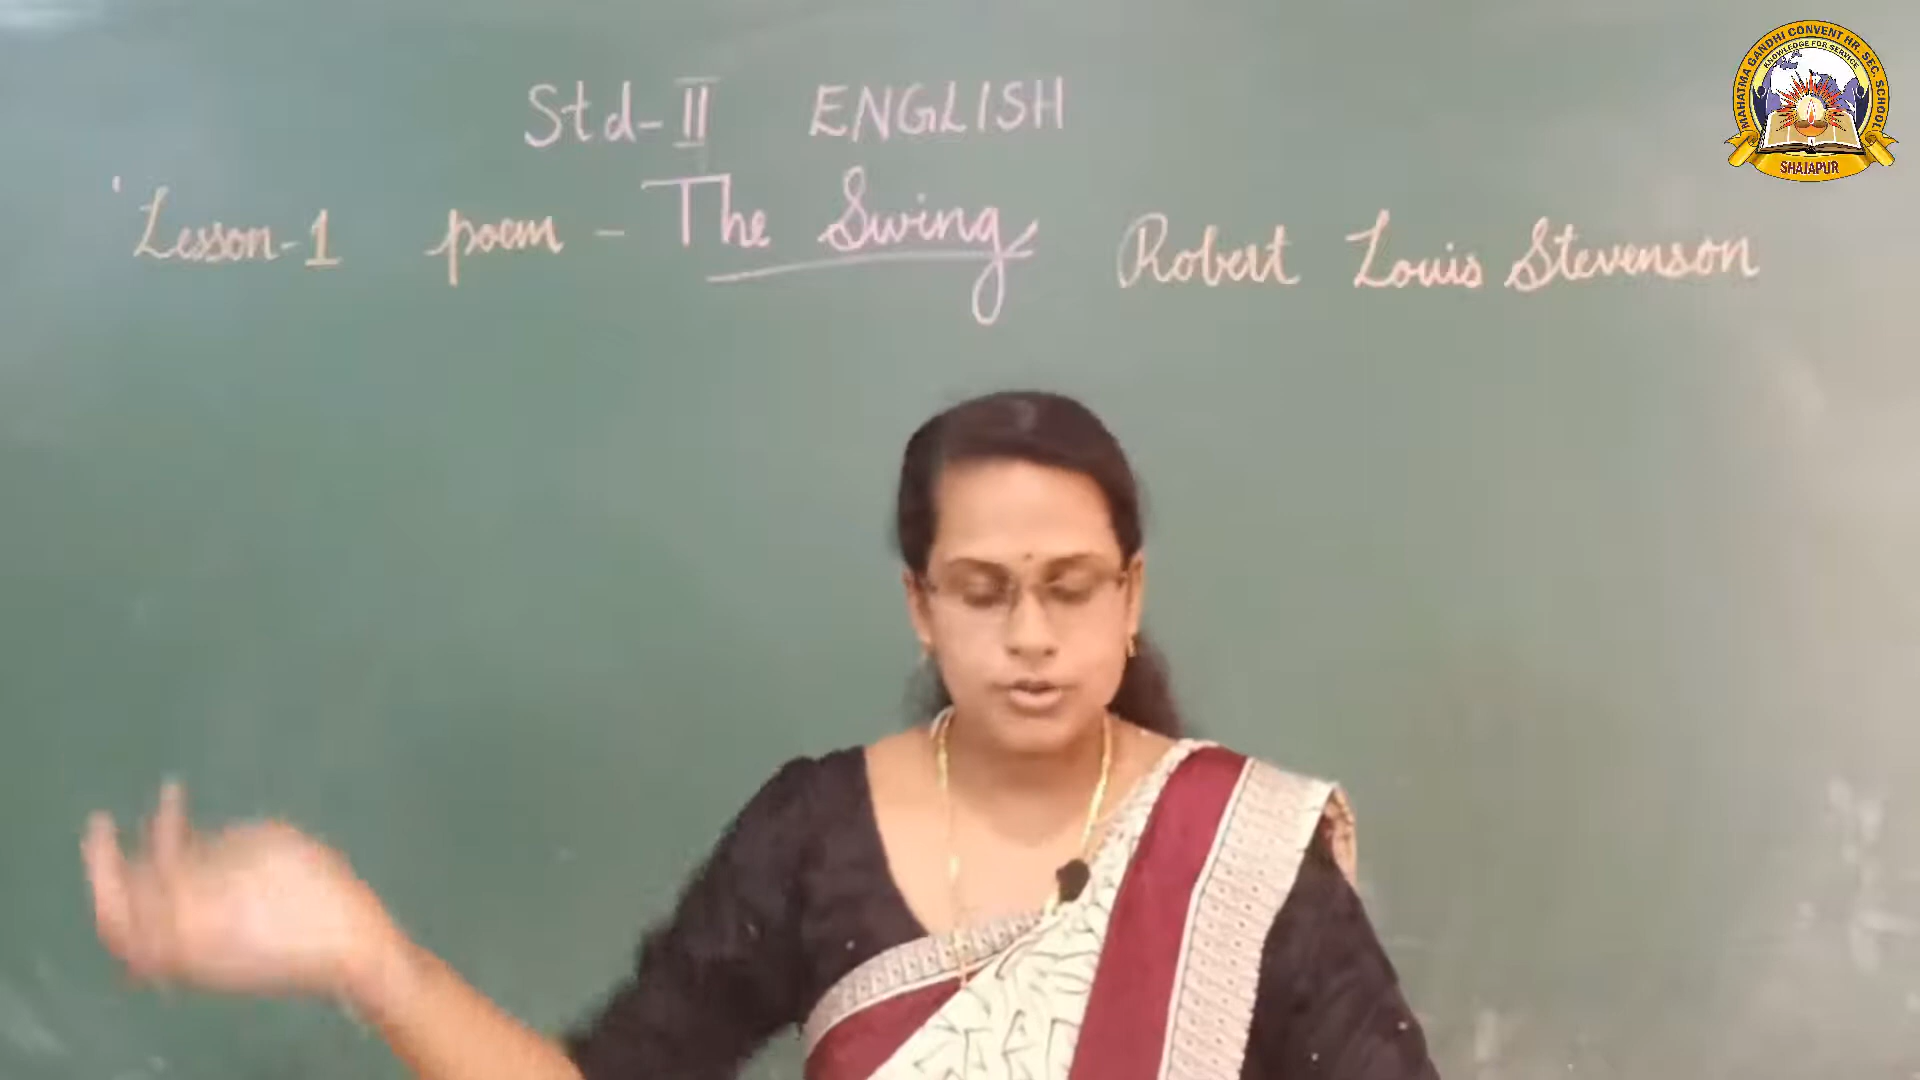 Std-II ENGLISH
Lesson-1 poem - The Swing Robert Louis Stevenson
MAHATMA GANDHI CONVENT HR. SEC. SCHOOL
KNOWLEDGE FOR SERVICE
SHAJAPUR